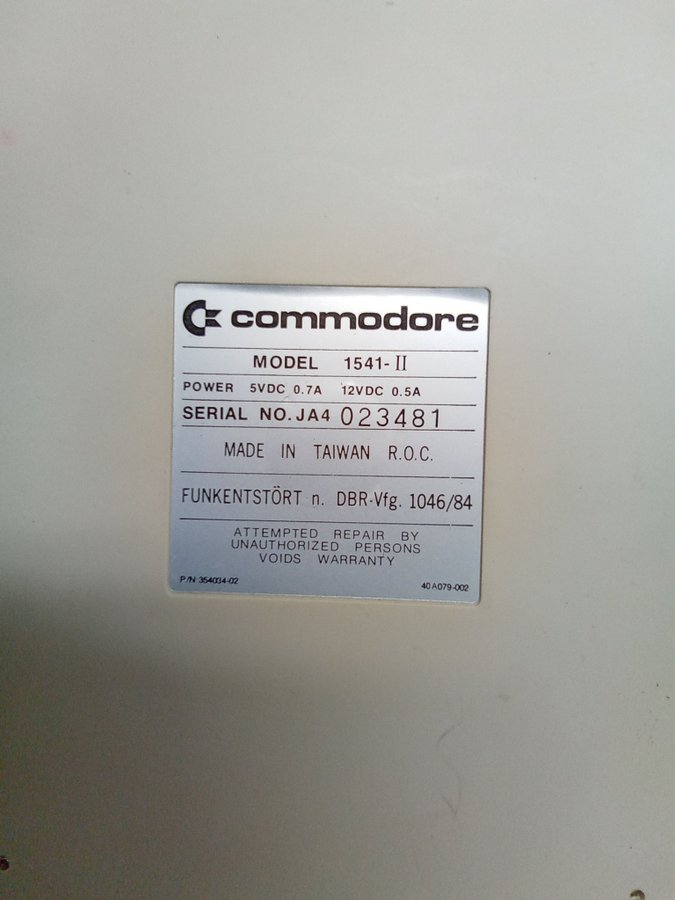 commodore
MODEL 1541-II
POWER 5VDC 0.7A 12VDC 0.5A
SERIAL NO. JA4 023481
MADE IN TAIWAN R.O.C.
FUNKENTSTÖRT n. DBR-Vfg. 1046/84
ATTEMPTED REPAIR BY
UNAUTHORIZED PERSONS
VOIDS WARRANTY
P/N 354034-02 40A079-002